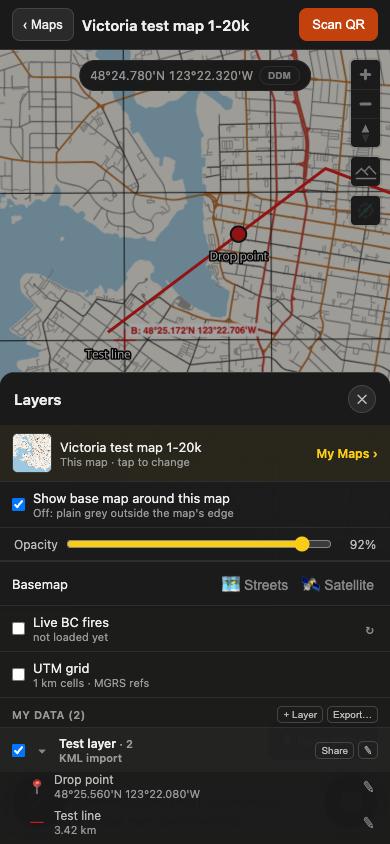 ‹ Maps
Victoria test map 1-20k
Scan QR
48°24.780'N 123°22.320'W DDM
Drop point
B: 48°25.172'N 123°22.706'W
Test line
Layers
Victoria test map 1-20k
This map · tap to change
My Maps ›
Show base map around this map
Off: plain grey outside the map's edge
Opacity
92%
Basemap
Streets
Satellite
Live BC fires
not loaded yet
UTM grid
1 km cells · MGRS refs
MY DATA (2)
+ Layer
Export…
Test layer · 2
KML import
Share
Drop point
48°25.560'N 123°22.080'W
Test line
3.42 km